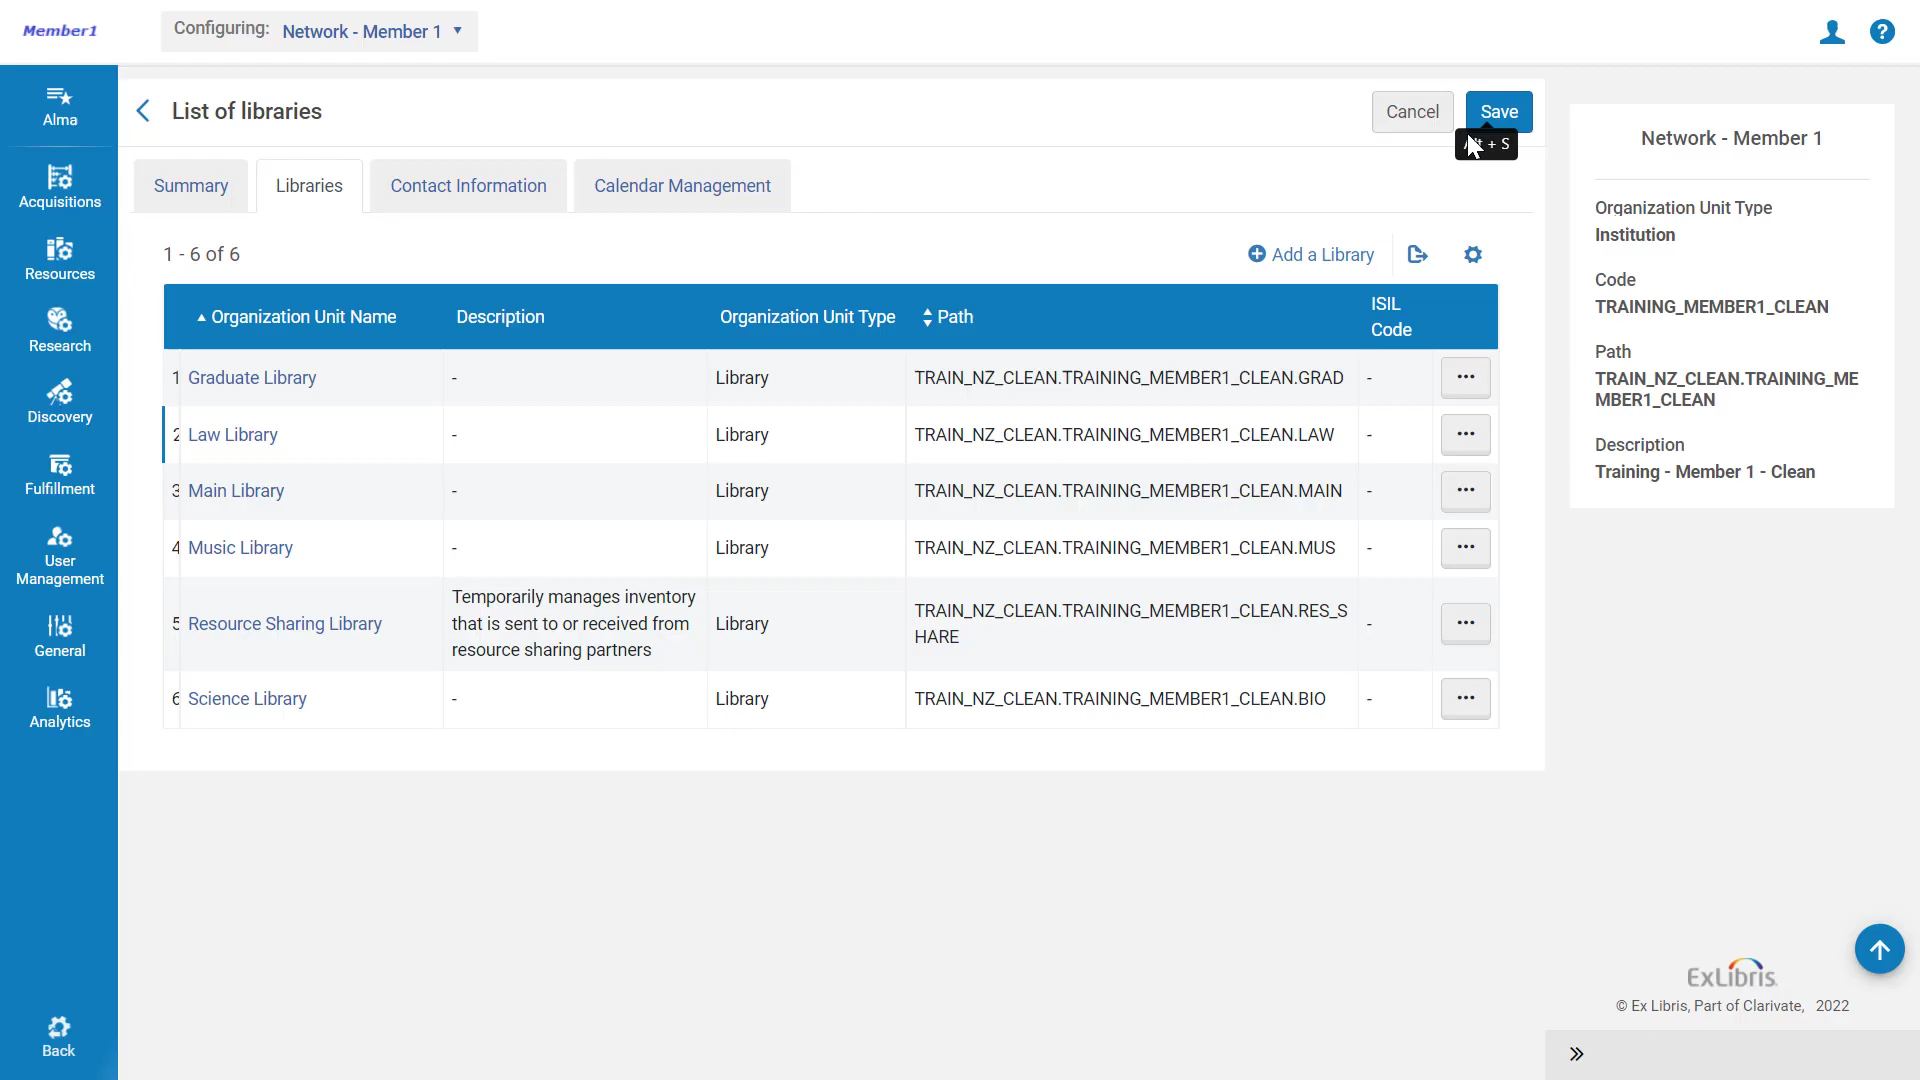 Member1
Configuring: Network - Member 1
Alma
Acquisitions
Resources
Research
Discovery
Fulfillment
User
Management
General
Analytics
Back
List of libraries
Cancel
Save
+ S
Summary
Libraries
Contact Information
Calendar Management
1 - 6 of 6
Add a Library
Organization Unit Name Description Organization Unit Type Path ISIL
Code
1 Graduate Library - Library TRAIN_NZ_CLEAN.TRAINING_MEMBER1_CLEAN.GRAD -
2 Law Library - Library TRAIN_NZ_CLEAN.TRAINING_MEMBER1_CLEAN.LAW -
3 Main Library - Library TRAIN_NZ_CLEAN.TRAINING_MEMBER1_CLEAN.MAIN -
4 Music Library - Library TRAIN_NZ_CLEAN.TRAINING_MEMBER1_CLEAN.MUS -
5 Resource Sharing Library
Temporarily manages inventory
that is sent to or received from
resource sharing partners
Library
TRAIN_NZ_CLEAN.TRAINING_MEMBER1_CLEAN.RES_S
HARE
-
6 Science Library - Library TRAIN_NZ_CLEAN.TRAINING_MEMBER1_CLEAN.BIO -
Network - Member 1
Organization Unit Type
Institution
Code
TRAINING_MEMBER1_CLEAN
Path
TRAIN_NZ_CLEAN.TRAINING_ME
MBER1_CLEAN
Description
Training - Member 1 - Clean
ExLibris
© Ex Libris, Part of Clarivate, 2022